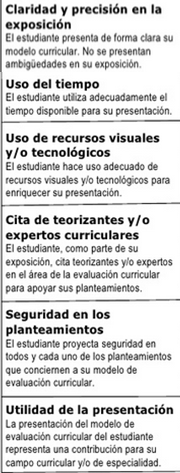 Claridad y precisión en la
exposición
El estudiante presenta de forma clara su
modelo curricular. No se presentan
ambigüedades en su exposición.
Uso del tiempo
El estudiante utiliza adecuadamente el
tiempo disponible para su presentación.
Uso de recursos visuales
y/o tecnológicos
El estudiante hace uso adecuado de
recursos visuales y/o tecnológicos para
enriquecer su presentación.
Cita de teorizantes y/o
expertos curriculares
El estudiante, como parte de su
exposición, cita teorizantes y/o expertos
en el área de la evaluación curricular
para apoyar sus planteamientos.
Seguridad en los
planteamientos
El estudiante proyecta seguridad en
todos y cada uno de los planteamientos
que conciernen a su modelo de
evaluación curricular.
Utilidad de la presentación
La presentación del modelo de
evaluación curricular del estudiante
representa una contribución para su
campo curricular y/o de especialidad.